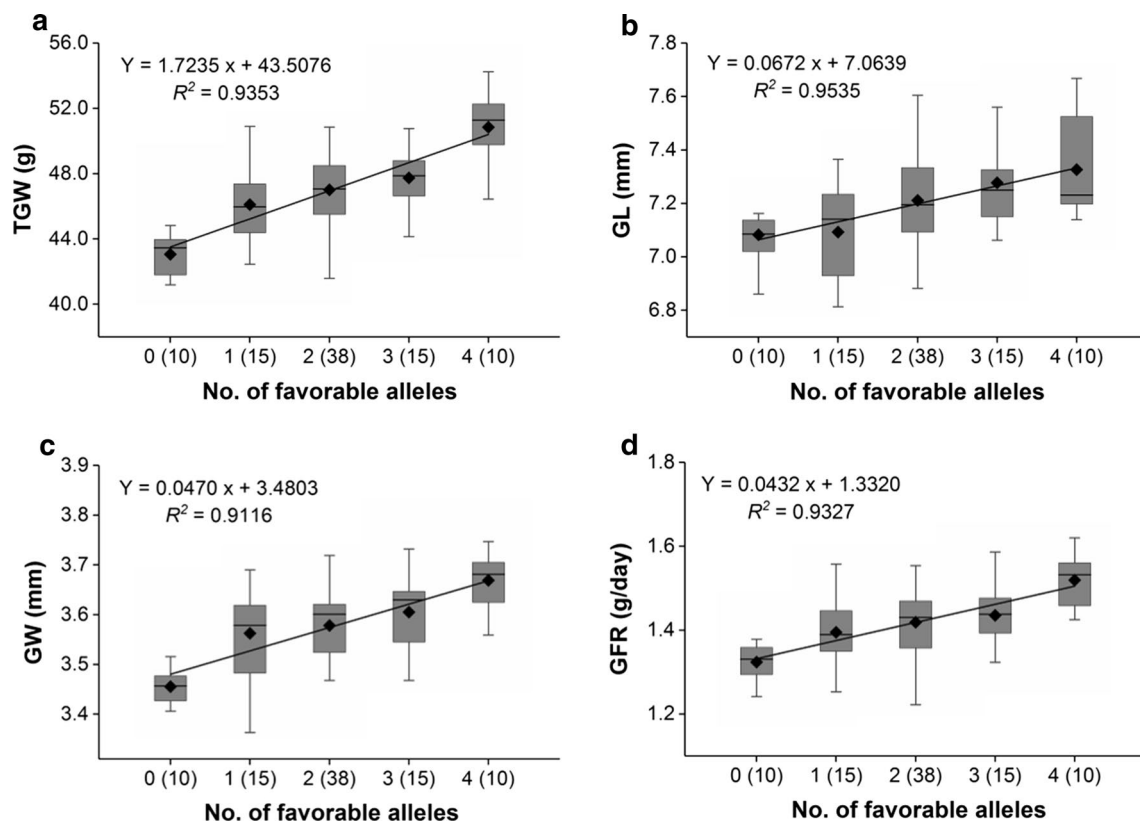 a
56.0
52.0
48.0
44.0
40.0
TGW (g)
Y = 1.7235 x + 43.5076
R² = 0.9353
0 (10) 1 (15) 2 (38) 3 (15) 4 (10)
No. of favorable alleles
b
7.8
7.6
7.4
7.2
7.0
6.8
GL (mm)
Y = 0.0672 x + 7.0639
R² = 0.9535
0 (10) 1 (15) 2 (38) 3 (15) 4 (10)
No. of favorable alleles
c
3.9
3.8
3.7
3.6
3.5
3.4
GW (mm)
Y = 0.0470 x + 3.4803
R² = 0.9116
0 (10) 1 (15) 2 (38) 3 (15) 4 (10)
No. of favorable alleles
d
1.8
1.6
1.4
1.2
GFR (g/day)
Y = 0.0432 x + 1.3320
R² = 0.9327
0 (10) 1 (15) 2 (38) 3 (15) 4 (10)
No. of favorable alleles